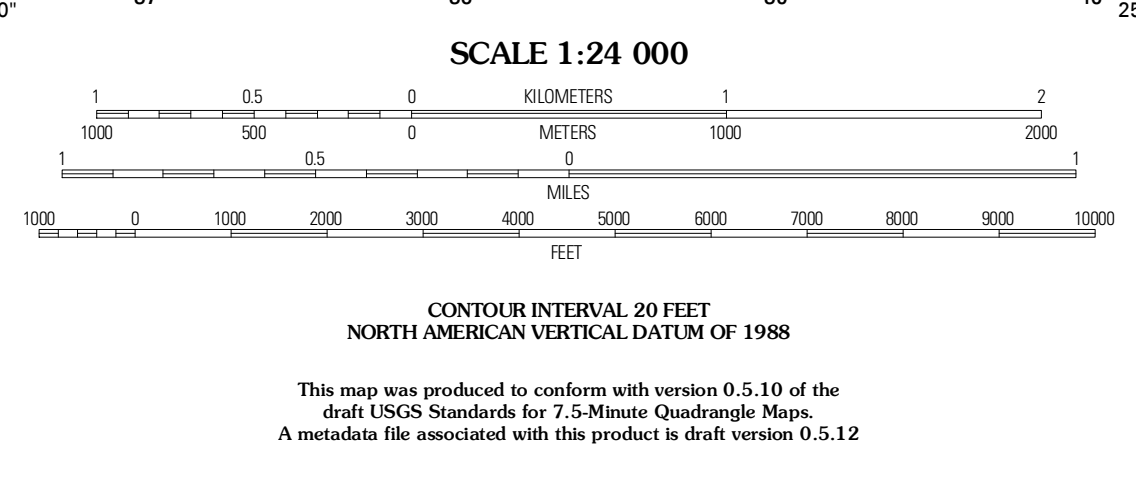 0" 25
SCALE 1:24 000
1 0.5 0 KILOMETERS 1 2
1000 500 0 METERS 1000 2000
1 0.5 0 1
MILES
1000 0 1000 2000 3000 4000 5000 6000 7000 8000 9000 10000
FEET
CONTOUR INTERVAL 20 FEET
NORTH AMERICAN VERTICAL DATUM OF 1988
This map was produced to conform with version 0.5.10 of the
draft USGS Standards for 7.5-Minute Quadrangle Maps.
A metadata file associated with this product is draft version 0.5.12